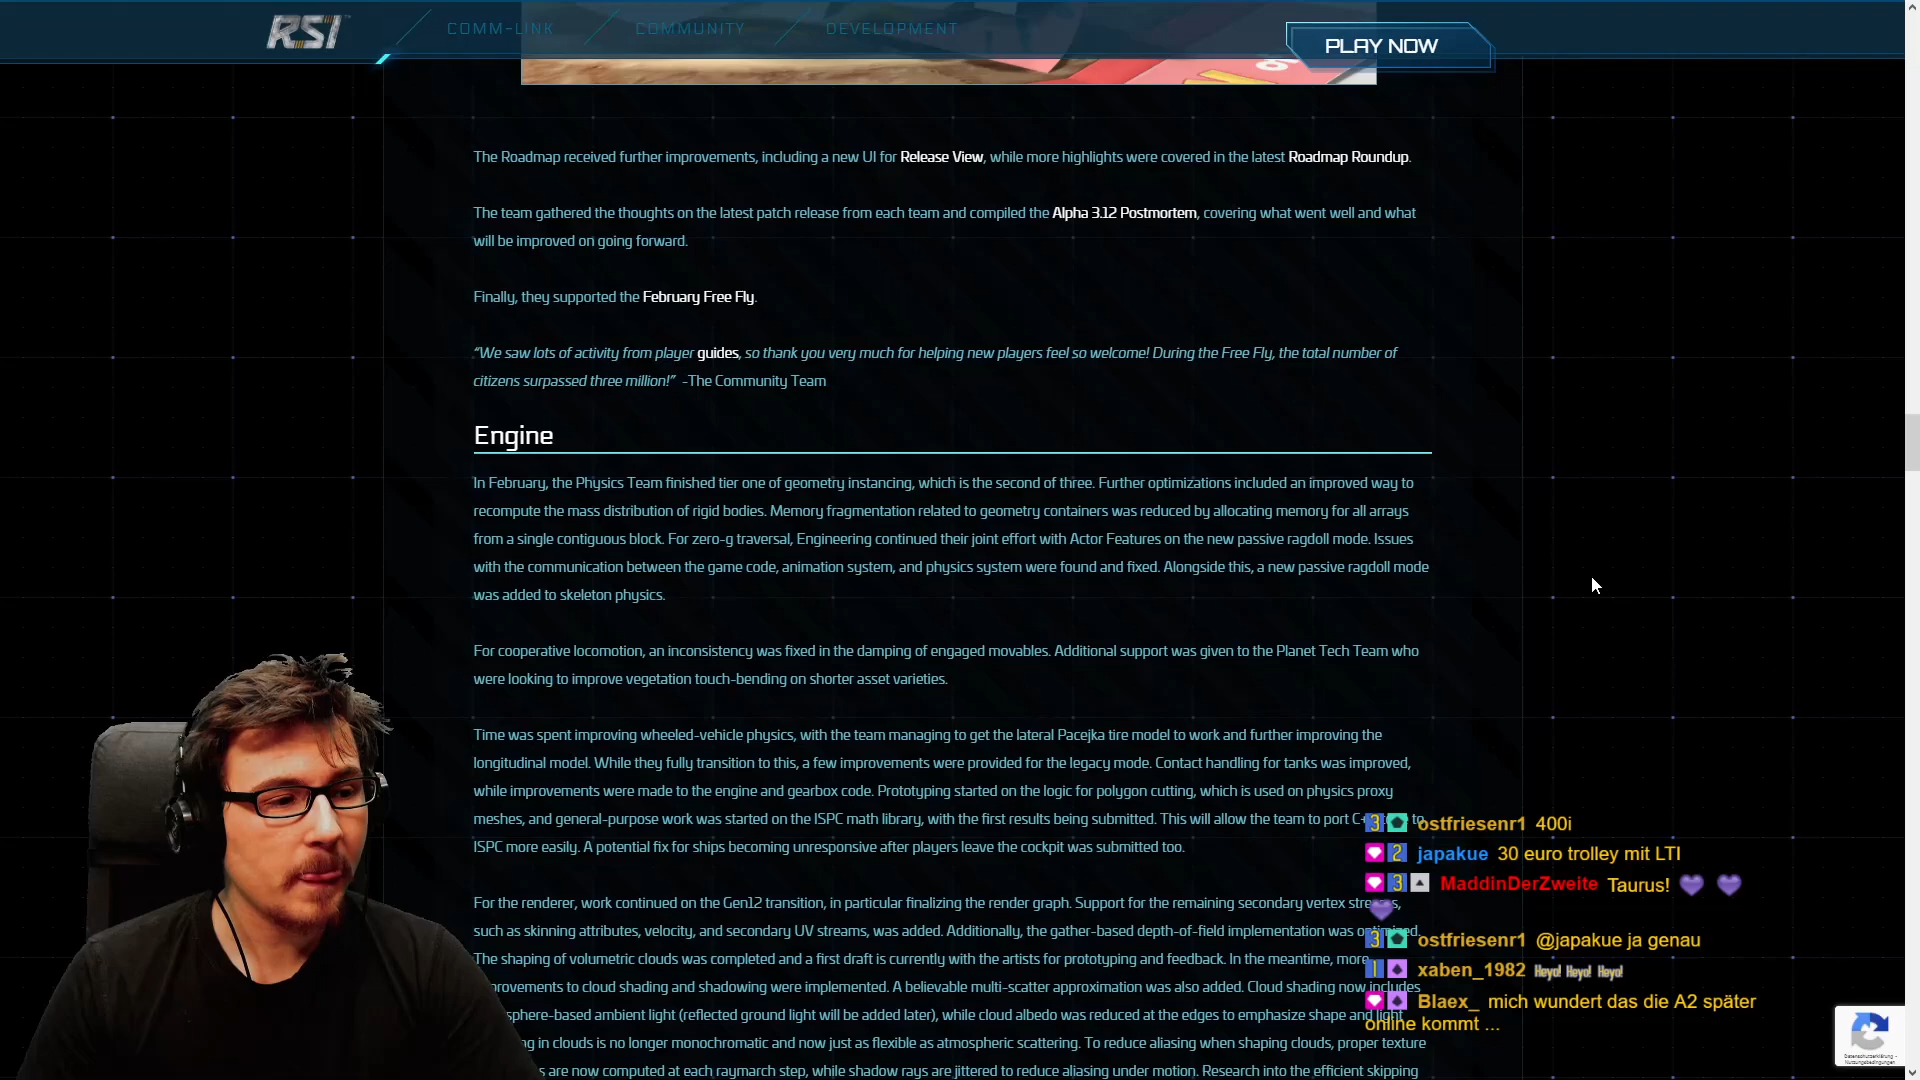 RSI
COMM-LINK
COMMUNITY
DEVELOPMENT
PLAY NOW
The Roadmap received further improvements, including a new UI for Release View, while more highlights were covered in the latest Roadmap Roundup.
The team gathered the thoughts on the latest patch release from each team and compiled the Alpha 3.12 Postmortem, covering what went well and what
will be improved on going forward.
Finally, they supported the February Free Fly.
“We saw lots of activity from player guides, so thank you very much for helping new players feel so welcome! During the Free Fly, the total number of
citizens surpassed three million!” -The Community Team
Engine
In February, the Physics Team finished tier one of geometry instancing, which is the second of three. Further optimizations included an improved way to
recompute the mass distribution of rigid bodies. Memory fragmentation related to geometry containers was reduced by allocating memory for all arrays
from a single contiguous block. For zero-g traversal, Engineering continued their joint effort with Actor Features on the new passive ragdoll mode. Issues
with the communication between the game code, animation system, and physics system were found and fixed. Alongside this, a new passive ragdoll mode
was added to skeleton physics.
For cooperative locomotion, an inconsistency was fixed in the damping of engaged movables. Additional support was given to the Planet Tech Team who
were looking to improve vegetation touch-bending on shorter asset varieties.
Time was spent improving wheeled-vehicle physics, with the team managing to get the lateral Pacejka tire model to work and further improving the
longitudinal model. While they fully transition to this, a few improvements were provided for the legacy mode. Contact handling for tanks was improved,
while improvements were made to the engine and gearbox code. Prototyping started on the logic for polygon cutting, which is used on physics proxy
meshes, and general-purpose work was started on the ISPC math library, with the first results being submitted. This will allow the team to port to
ISPC more easily. A potential fix for ships becoming unresponsive after players leave the cockpit was submitted too.
For the renderer, work continued on the Gen12 transition, in particular finalizing the render graph. Support for the remaining secondary vertex
such as skinning attributes, velocity, and secondary UV streams, was added. Additionally, the gather-based depth-of-field implementation was
The shaping of volumetric clouds was completed and a first draft is currently with the artists for prototyping and feedback. In the meantime, more
to cloud shading and shadowing were implemented. A believable multi-scatter approximation was also added. Cloud shading now includes
ambient light (reflected ground light will be added later), while cloud albedo was reduced at the edges to emphasize shape and light
in clouds is no longer monochromatic and now just as flexible as atmospheric scattering. To reduce aliasing when shaping clouds, proper texture
are now computed at each raymarch step, while shadow rays are jittered to reduce aliasing under motion. Research into the efficient skipping
3 ostfriesenr1 400i
2 japakue 30 euro trolley mit LTI
3 MaddinDerZweite Taurus!
3 ostfriesenr1 @japakue ja genau
1 xaben_1982 Heyo! Heyo! Heyo!
Blaex_ mich wundert das die A2 später
online kommt ...